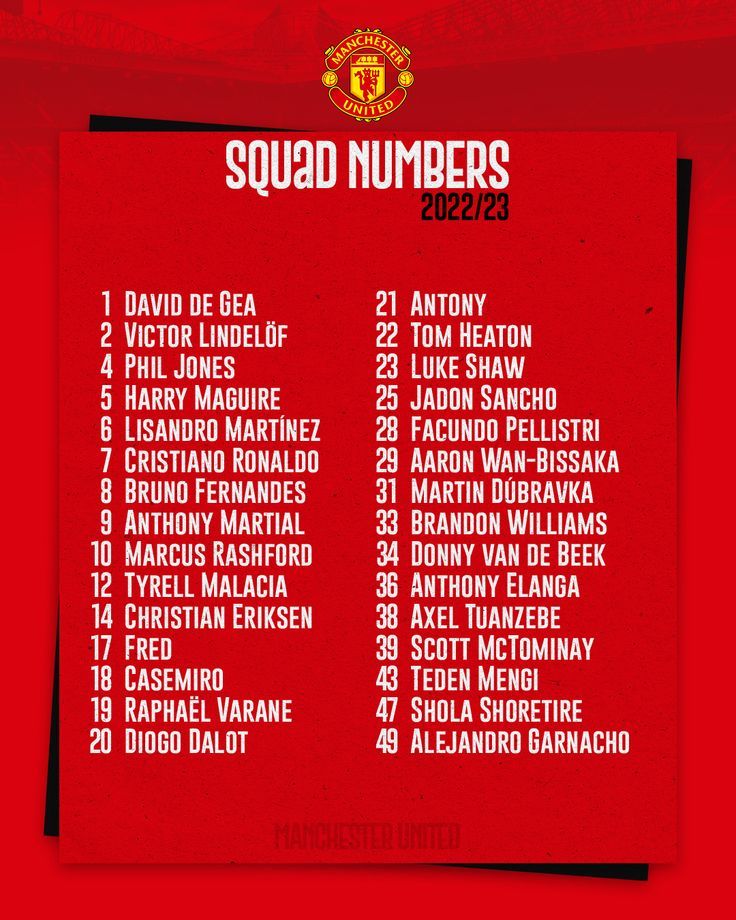 MANCHESTER
UNITED
SQUAD NUMBERS
2022/23
1 DAVID DE GEA
2 VICTOR LINDELÖF
4 PHIL JONES
5 HARRY MAGUIRE
6 LISANDRO MARTÍNEZ
7 CRISTIANO RONALDO
8 BRUNO FERNANDES
9 ANTHONY MARTIAL
10 MARCUS RASHFORD
12 TYRELL MALACIA
14 CHRISTIAN ERIKSEN
17 FRED
18 CASEMIRO
19 RAPHAËL VARANE
20 DIOGO DALOT
21 ANTONY
22 TOM HEATON
23 LUKE SHAW
25 JADON SANCHO
28 FACUNDO PELLISTRI
29 AARON WAN-BISSAKA
31 MARTIN DÚBRAVKA
33 BRANDON WILLIAMS
34 DONNY VAN DE BEEK
36 ANTHONY ELANGA
38 AXEL TUANZEBE
39 SCOTT MCTOMINAY
43 TEDEN MENGI
47 SHOLA SHORETIRE
49 ALEJANDRO GARNACHO
MANCHESTER UNITED